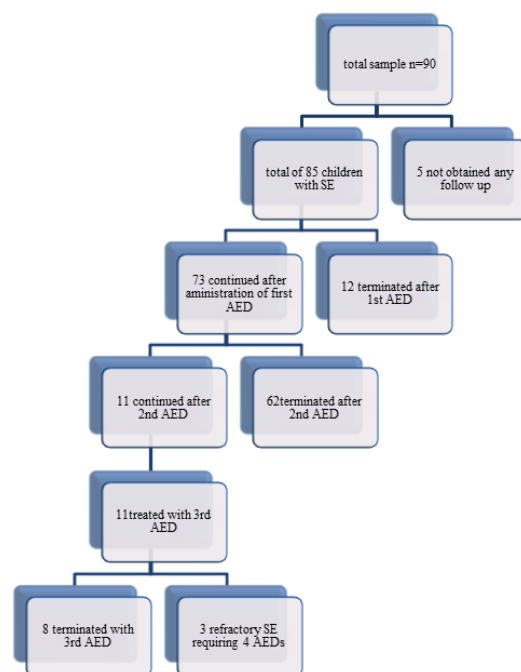 total sample n=90
total of 85 children
with SE
5 not obtained any
follow up
73 continued after
aministration of first
AED
12 terminated after
1st AED
11 continued after
2nd AED
62terminated after
2nd AED
11treated with 3rd
AED
8 terminated with
3rd AED
3 refractory SE
requiring 4 AEDs